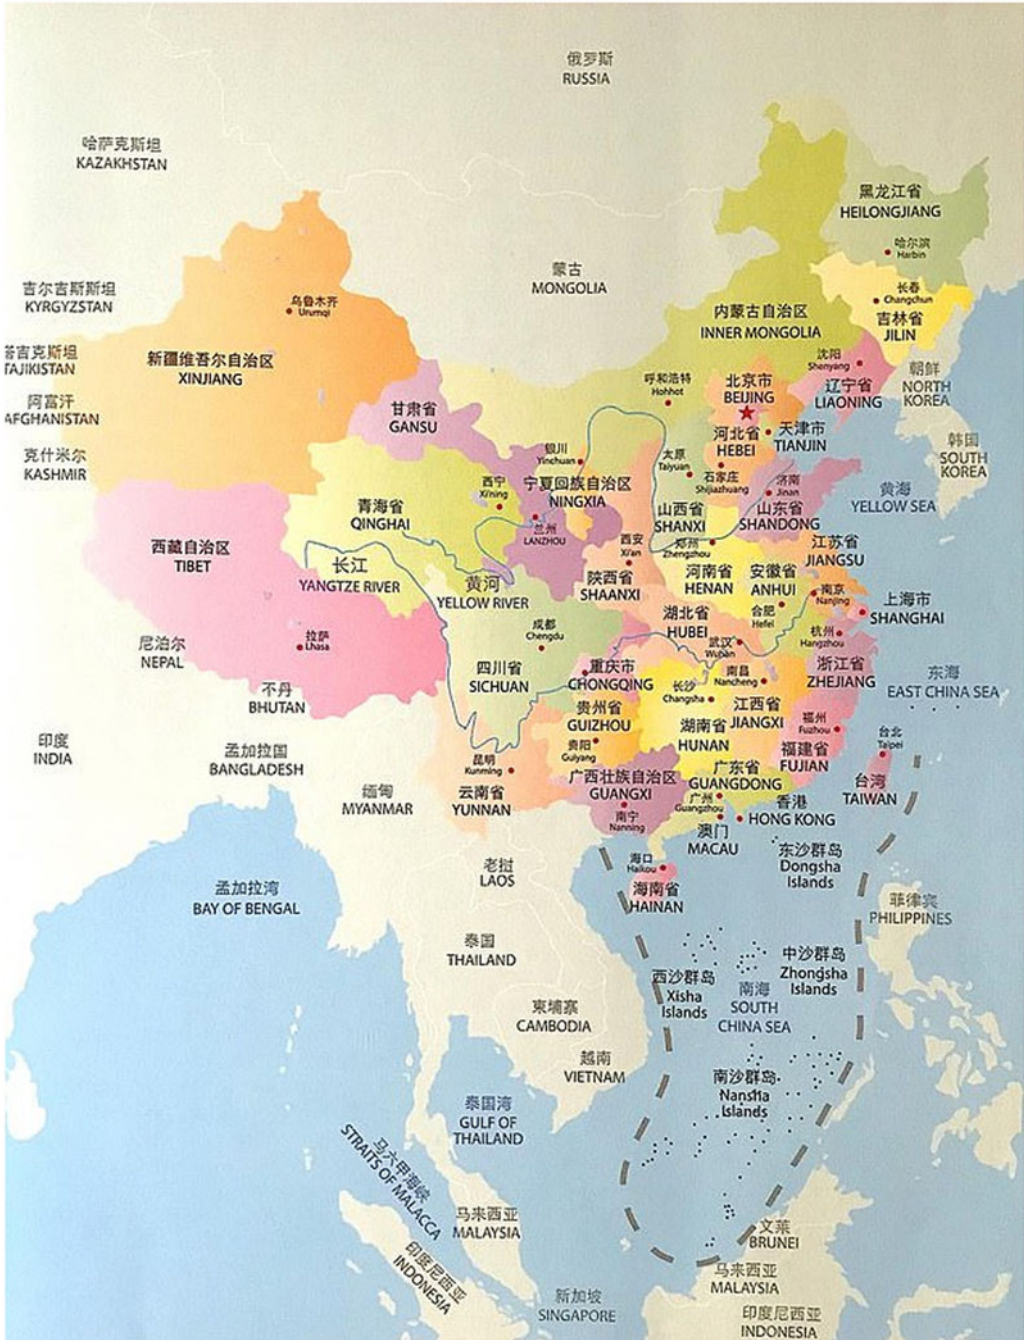 俄罗斯
RUSSIA
哈萨克斯坦
KAZAKHSTAN
黑龙江省
HEILONGJIANG
哈尔滨
Harbin
蒙古
MONGOLIA
吉尔吉斯斯坦
KYRGYZSTAN
乌鲁木齐
Urumqi
长春
Changchun
吉林省
JILIN
内蒙古自治区
INNER MONGOLIA
塔吉克斯坦
TAJIKISTAN
新疆维吾尔自治区
XINJIANG
沈阳
Shenyang
辽宁省
LIAONING
朝鲜
NORTH
KOREA
呼和浩特
Hohhot
北京市
BEIJING
阿富汗
AFGHANISTAN
甘肃省
GANSU
天津市
TIANJIN
河北省
HEBEI
韩国
SOUTH
KOREA
克什米尔
KASHMIR
银川
Yinchuan
太原
Taiyuan
石家庄
Shijiazhuang
西宁
Xi'ning
宁夏回族自治区
NINGXIA
济南
Jinan
黄海
YELLOW SEA
青海省
QINGHAI
兰州
LANZHOU
山西省
SHANXI
山东省
SHANDONG
西藏自治区
TIBET
西安
Xi'an
郑州
Zhengzhou
江苏省
JIANGSU
长江
YANGTZE RIVER
黄河
YELLOW RIVER
陕西省
SHAANXI
河南省
HENAN
安徽省
ANHUI
南京
Nanjing
合肥
Hefei
上海市
SHANGHAI
湖北省
HUBEI
成都
Chengdu
武汉
Wuhan
杭州
Hangzhou
拉萨
Lhasa
尼泊尔
NEPAL
四川省
SICHUAN
重庆市
CHONGQING
南昌
Nancheng
浙江省
ZHEJIANG
东海
EAST CHINA SEA
不丹
BHUTAN
长沙
Changsha
贵州省
GUIZHOU
江西省
JIANGXI
湖南省
HUNAN
福州
Fuzhou
福建省
FUJIAN
台北
Taipei
印度
INDIA
孟加拉国
BANGLADESH
贵阳
Guiyang
昆明
Kunming
广西壮族自治区
GUANGXI
广东省
GUANGDONG
台湾
TAIWAN
缅甸
MYANMAR
云南省
YUNNAN
广州
Guangzhou
香港
HONG KONG
南宁
Nanning
澳门
MACAU
老挝
LAOS
海口
Haikou
海南省
HAINAN
东沙群岛
Dongsha
Islands
孟加拉湾
BAY OF BENGAL
菲律宾
PHILIPPINES
泰国
THAILAND
西沙群岛
Xisha
Islands
中沙群岛
Zhongsha
Islands
南海
SOUTH
CHINA SEA
柬埔寨
CAMBODIA
越南
VIETNAM
南沙群岛
Nansha
Islands
泰国湾
GULF OF
THAILAND
马六甲海峡
STRAITS OF MALACCA
马来西亚
MALAYSIA
文莱
BRUNEI
印度尼西亚
INDONESIA
马来西亚
MALAYSIA
新加坡
SINGAPORE
印度尼西亚
INDONESIA